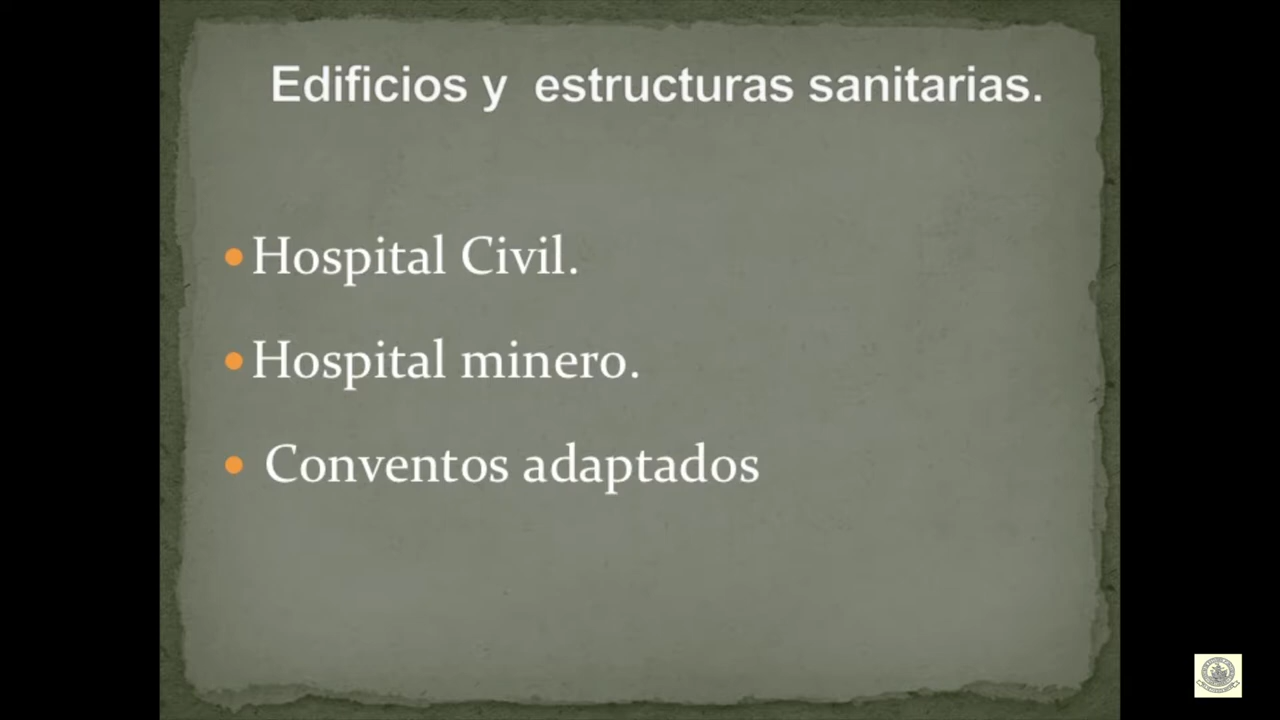 Edificios y estructuras sanitarias.
Hospital Civil.
Hospital minero.
Conventos adaptados